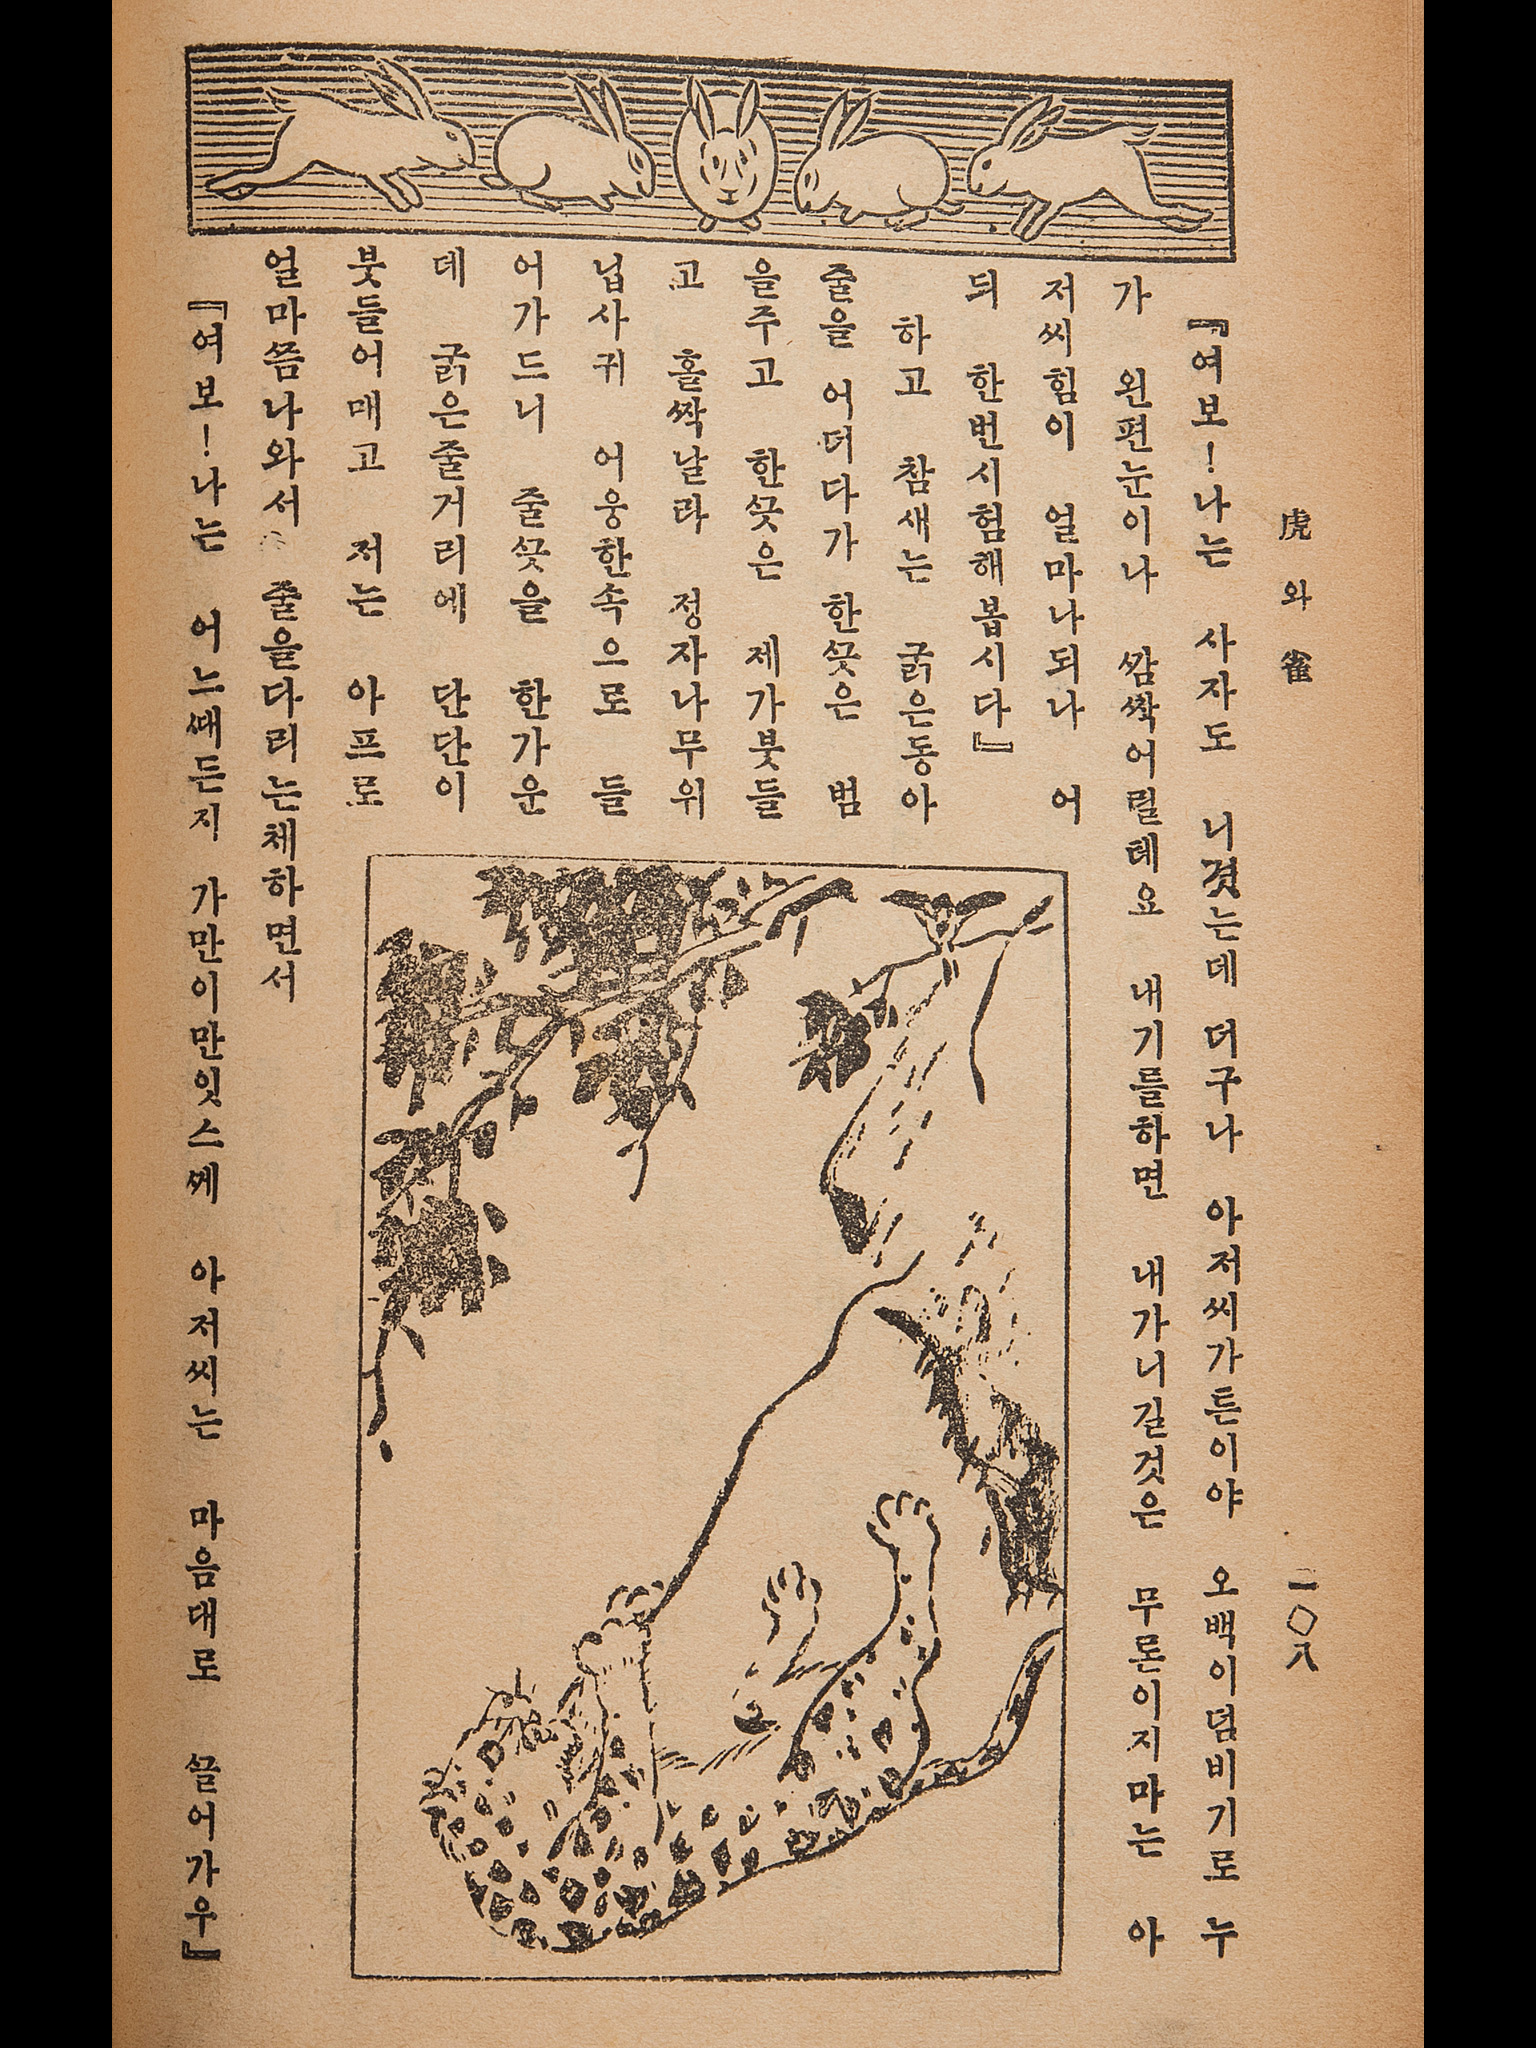 虎와雀
一〇八
『여보!나는 사자도 니겻는데 더구나 아저씨가튼이야 오백이덤비기로 누
가 왼편눈이나 깜짝어릴테요 내기를하면 내가니길것은 무론이지마는 아
저씨힘이 얼마나되나 어
듸 한번시험해봅시다』
하고 참새는 굵은동아
줄을 어더다가 한끗은 범
을주고 한끗은 제가붓들
고 홀짝날라 정자나무위
닙사귀 어웅한속으로 들
어가드니 줄끗을 한가운
데 굵은줄거리에 단단이
붓들어매고 저는 아프로
얼마쯤나와서 줄을다리는체하면서
『여보!나는 어느때든지 가만이만잇스께 아저씨는 마음대로 끌어가우』